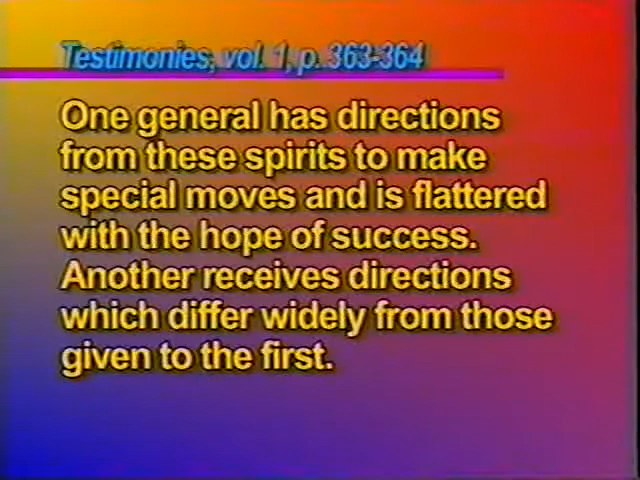 Testimonies, vol. 1, p. 363-364
One general has directions
from these spirits to make
special moves and is flattered
with the hope of success.
Another receives directions
which differ widely from those
given to the first.